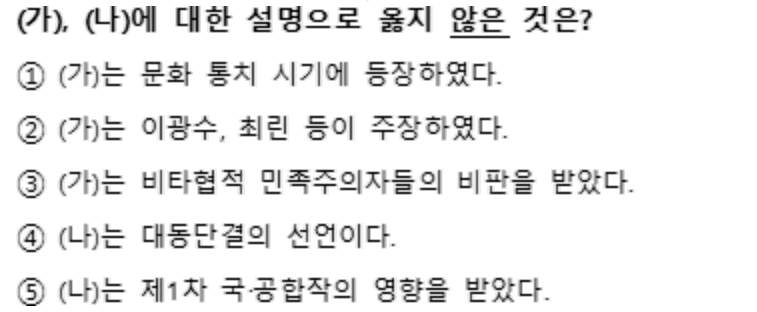 (가), (나)에 대한 설명으로 옳지 않은 것은?
① (가)는 문화 통치 시기에 등장하였다.
② (가)는 이광수, 최린 등이 주장하였다.
③ (가)는 비타협적 민족주의자들의 비판을 받았다.
④ (나)는 대동단결의 선언이다.
⑤ (나)는 제1차 국·공합작의 영향을 받았다.